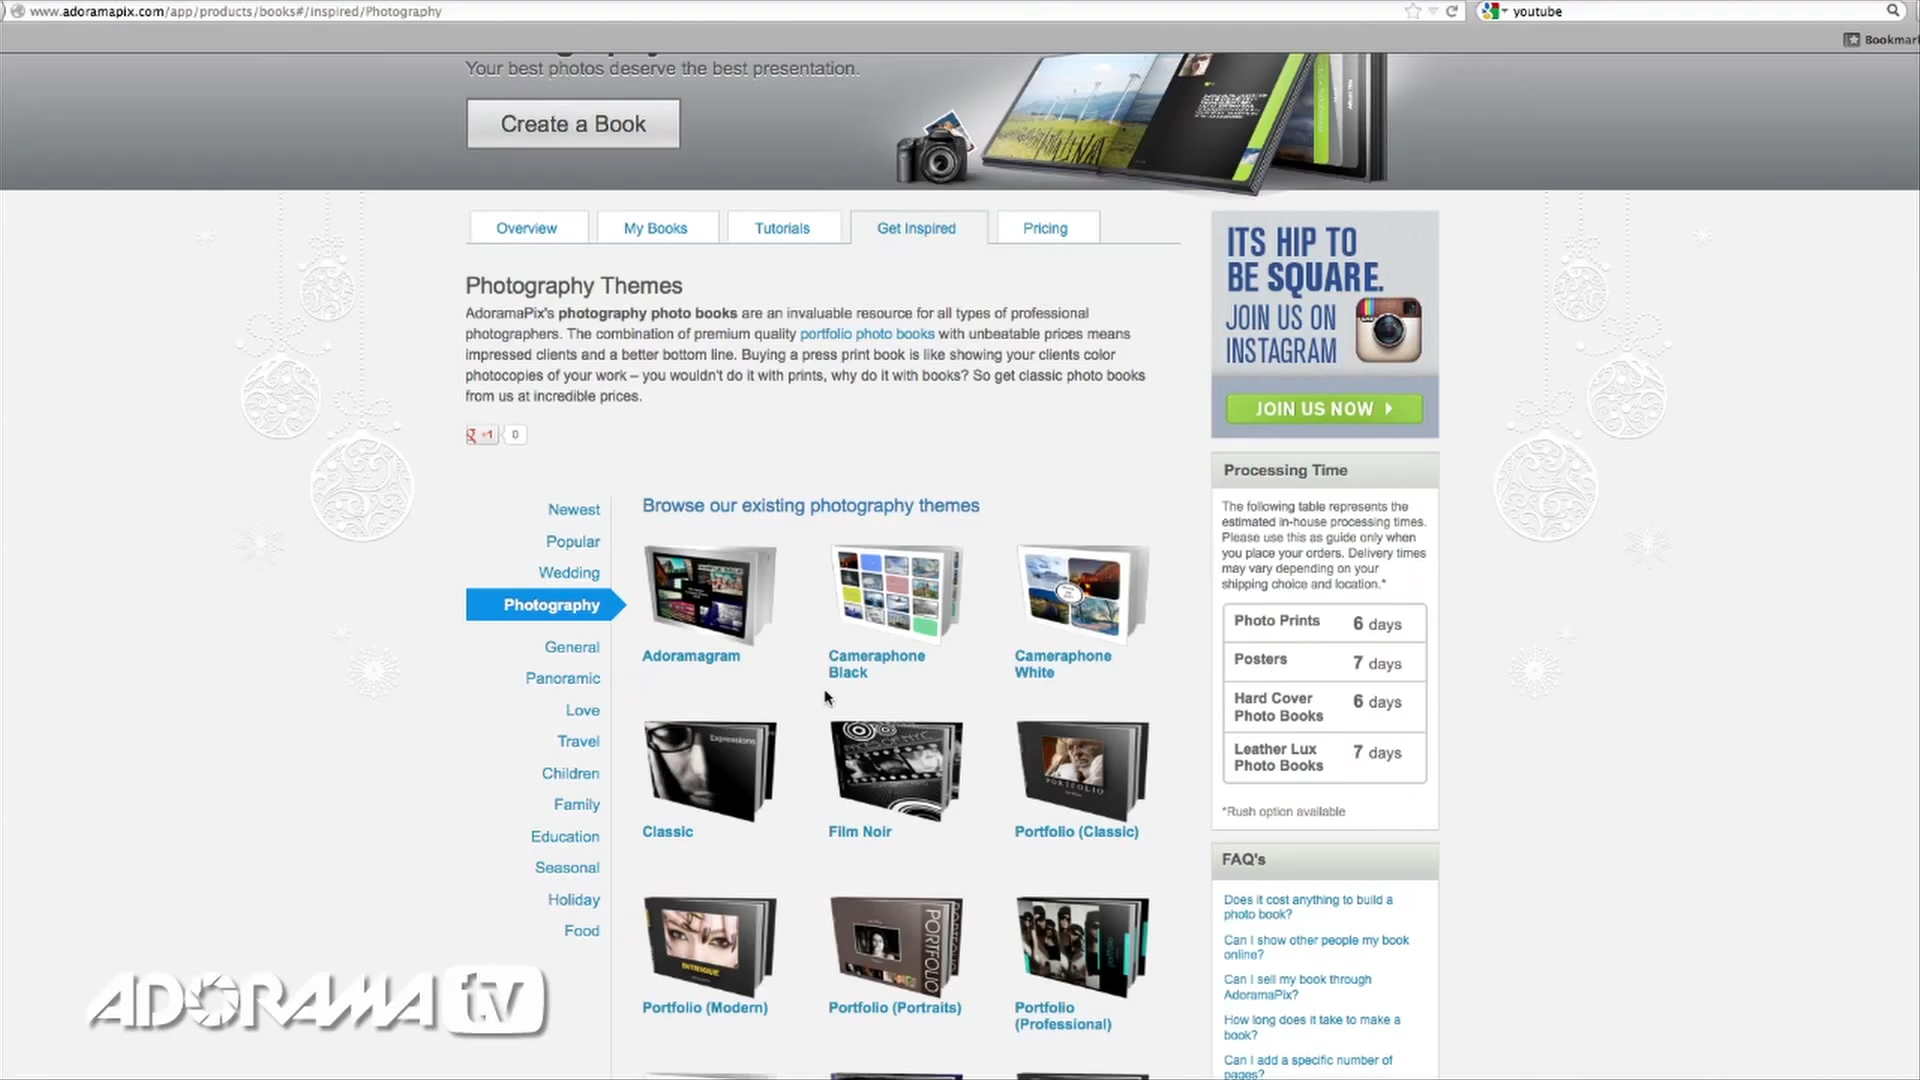 www.adoramapix.com/app/products/books#/inspired/Photography
youtube
Bookmar
Your best photos deserve the best presentation.
Create a Book
Overview
My Books
Tutorials
Get Inspired
Pricing
Photography Themes
AdoramaPix's photography photo books are an invaluable resource for all types of professional
photographers. The combination of premium quality portfolio photo books with unbeatable prices means
impressed clients and a better bottom line. Buying a press print book is like showing your clients color
photocopies of your work – you wouldn't do it with prints, why do it with books? So get classic photo books
from us at incredible prices.
+1
0
Newest
Popular
Wedding
Photography
General
Panoramic
Love
Travel
Children
Family
Education
Seasonal
Holiday
Food
Browse our existing photography themes
Adoramagram
Cameraphone
Black
Cameraphone
White
Expressions
Classic
Film Noir
PORTFOLIO
Portfolio (Classic)
INTRIGUE
Portfolio (Modern)
PORTFOLIO
Portfolio (Portraits)
Portfolio
(Professional)
ITS HIP TO
BE SQUARE.
JOIN US ON
INSTAGRAM
JOIN US NOW
Processing Time
The following table represents the
estimated in-house processing times.
Please use this as guide only when
you place your orders. Delivery times
may vary depending on your
shipping choice and location.*
Photo Prints 6 days
Posters 7 days
Hard Cover
Photo Books 6 days
Leather Lux
Photo Books 7 days
*Rush option available
FAQ's
Does it cost anything to build a
photo book?
Can I show other people my book
online?
Can I sell my book through
AdoramaPix?
How long does it take to make a
book?
Can I add a specific number of
pages?
ADORAMA tv